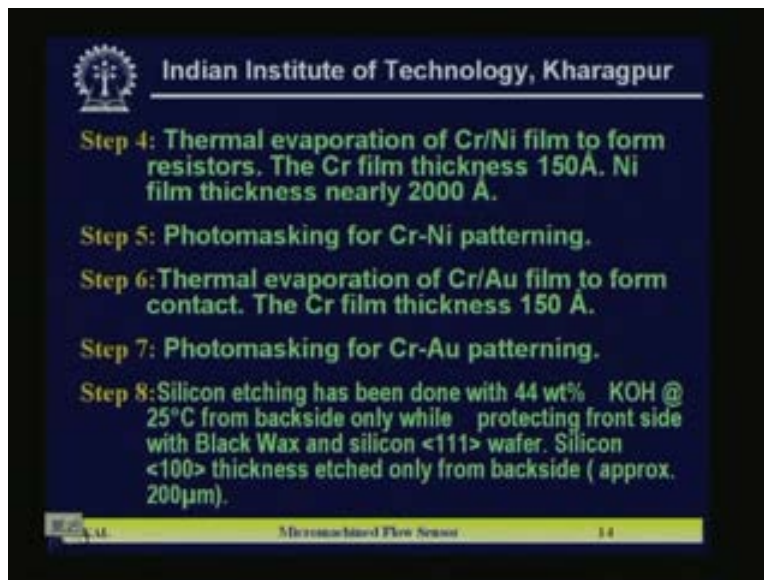 Indian Institute of Technology, Kharagpur
Step 4: Thermal evaporation of Cr/Ni film to form
resistors. The Cr film thickness 150Å. Ni
film thickness nearly 2000 Å.
Step 5: Photomasking for Cr-Ni patterning.
Step 6:Thermal evaporation of Cr/Au film to form
contact. The Cr film thickness 150 Å.
Step 7: Photomasking for Cr-Au patterning.
Step 8:Silicon etching has been done with 44 wt% KOH @
25°C from backside only while protecting front side
with Black Wax and silicon <111> wafer. Silicon
<100> thickness etched only from backside ( approx.
200µm).
Micromachined Flow Sensor 14